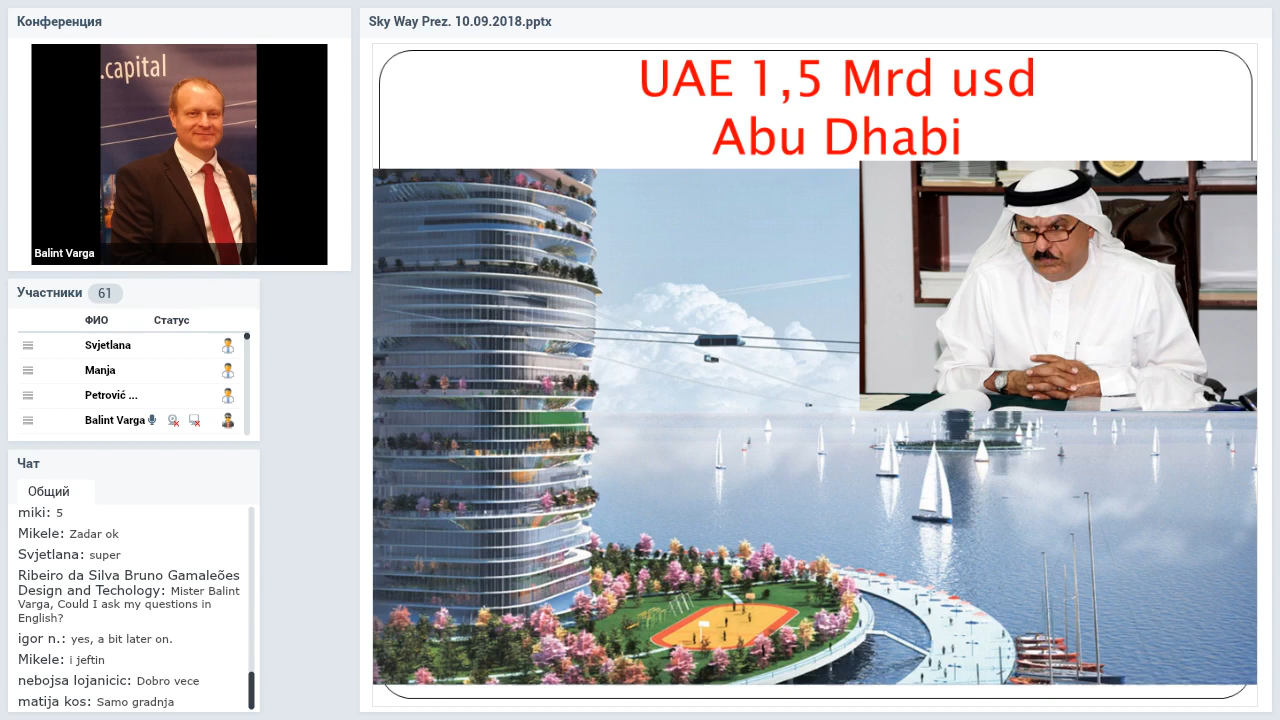 Конференция
.capital
Balint Varga
Участники 61
ФИО Статус
Svjetlana
Manja
Petrović ...
Balint Varga
Чат
Общий
miki: 5
Mikele: Zadar ok
Svjetlana: super
Ribeiro da Silva Bruno Gamaleões
Design and Techology: Mister Balint
Varga, Could I ask my questions in
English?
igor n.: yes, a bit later on.
Mikele: i jeftin
nebojsa lojanicic: Dobro vece
matija kos: Samo gradnja
Sky Way Prez. 10.09.2018.pptx
UAE 1,5 Mrd usd
Abu Dhabi